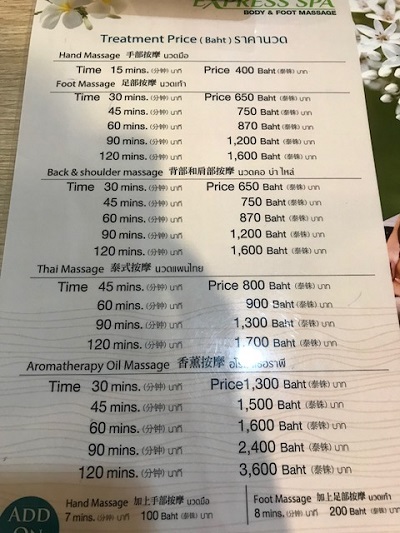 EXPRESS SPA
BODY & FOOT MASSAGE
Treatment Price ( Baht ) ราคานวด
Hand Massage 手部按摩 นวดมือ
Time 15 mins. (分钟) นาที Price 400 Baht (泰铢) บาท
Foot Massage 足部按摩 นวดเท้า
Time 30 mins. (分钟) นาที Price 650 Baht (泰铢) บาท
45 mins. (分钟) นาที 750 Baht (泰铢) บาท
60 mins. (分钟) นาที 870 Baht (泰铢) บาท
90 mins. (分钟) นาที 1,200 Baht (泰铢) บาท
120 mins. (分钟) นาที 1,600 Baht (泰铢) บาท
Back & shoulder massage 背部和肩部按摩 นวดคอ บ่า ไหล่
Time 30 mins. (分钟) นาที Price 650 Baht (泰铢) บาท
45 mins. (分钟) นาที 750 Baht (泰铢) บาท
60 mins. (分钟) นาที 870 Baht (泰铢) บาท
90 mins. (分钟) นาที 1,200 Baht (泰铢) บาท
120 mins. (分钟) นาที 1,600 Baht (泰铢) บาท
Thai Massage 泰式按摩 นวดแผนไทย
Time 45 mins. (分钟) นาที Price 800 Baht (泰铢) บาท
60 mins. (分钟) นาที 900 Baht (泰铢) บาท
90 mins. (分钟) นาที 1,300 Baht (泰铢) บาท
120 mins. (分钟) นาที 1,700 Baht (泰铢) บาท
Aromatherapy Oil Massage 香薰按摩
Time 30 mins. (分钟) นาที Price 1,300 Baht (泰铢) บาท
45 mins. (分钟) นาที 1,500 Baht (泰铢) บาท
60 mins. (分钟) นาที 1,600 Baht (泰铢) บาท
90 mins. (分钟) นาที 2,400 Baht (泰铢) บาท
120 mins. (分钟) นาที 3,600 Baht (泰铢) บาท
ADD ON
Hand Massage 加上手部按摩 นวดมือ
7 mins. (分钟) นาที 100 Baht (泰铢) บาท
Foot Massage 加上足部按摩 นวดเท้า
8 mins. (分钟) นาที 200 Baht (泰铢) บาท